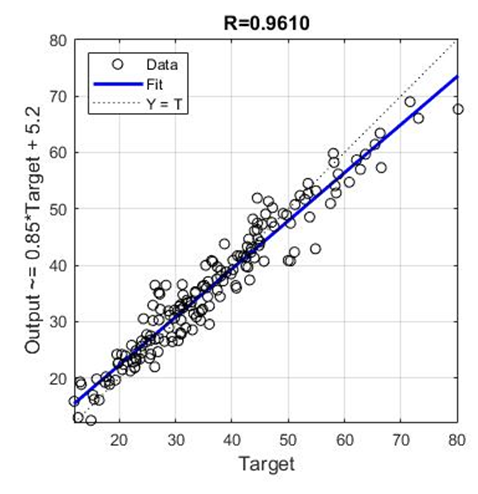 R=0.9610
Data
Fit
Y = T
Output ~= 0.85*Target + 5.2
80
70
60
50
40
30
20
20 30 40 50 60 70 80
Target